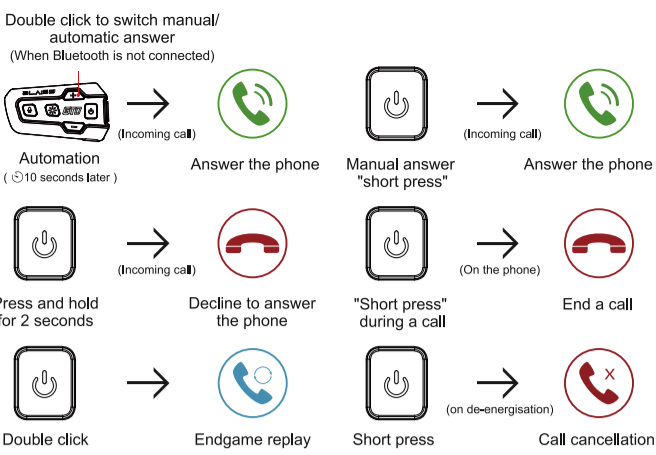 Double click to switch manual/
automatic answer
(When Bluetooth is not connected)
(Incoming call)
Automation
( 10 seconds later )
Answer the phone
(Incoming call)
Manual answer
"short press"
Answer the phone
(Incoming call)
Press and hold
for 2 seconds
Decline to answer
the phone
(On the phone)
"Short press"
during a call
End a call
Double click
Endgame replay
(on de-energisation)
Short press
Call cancellation